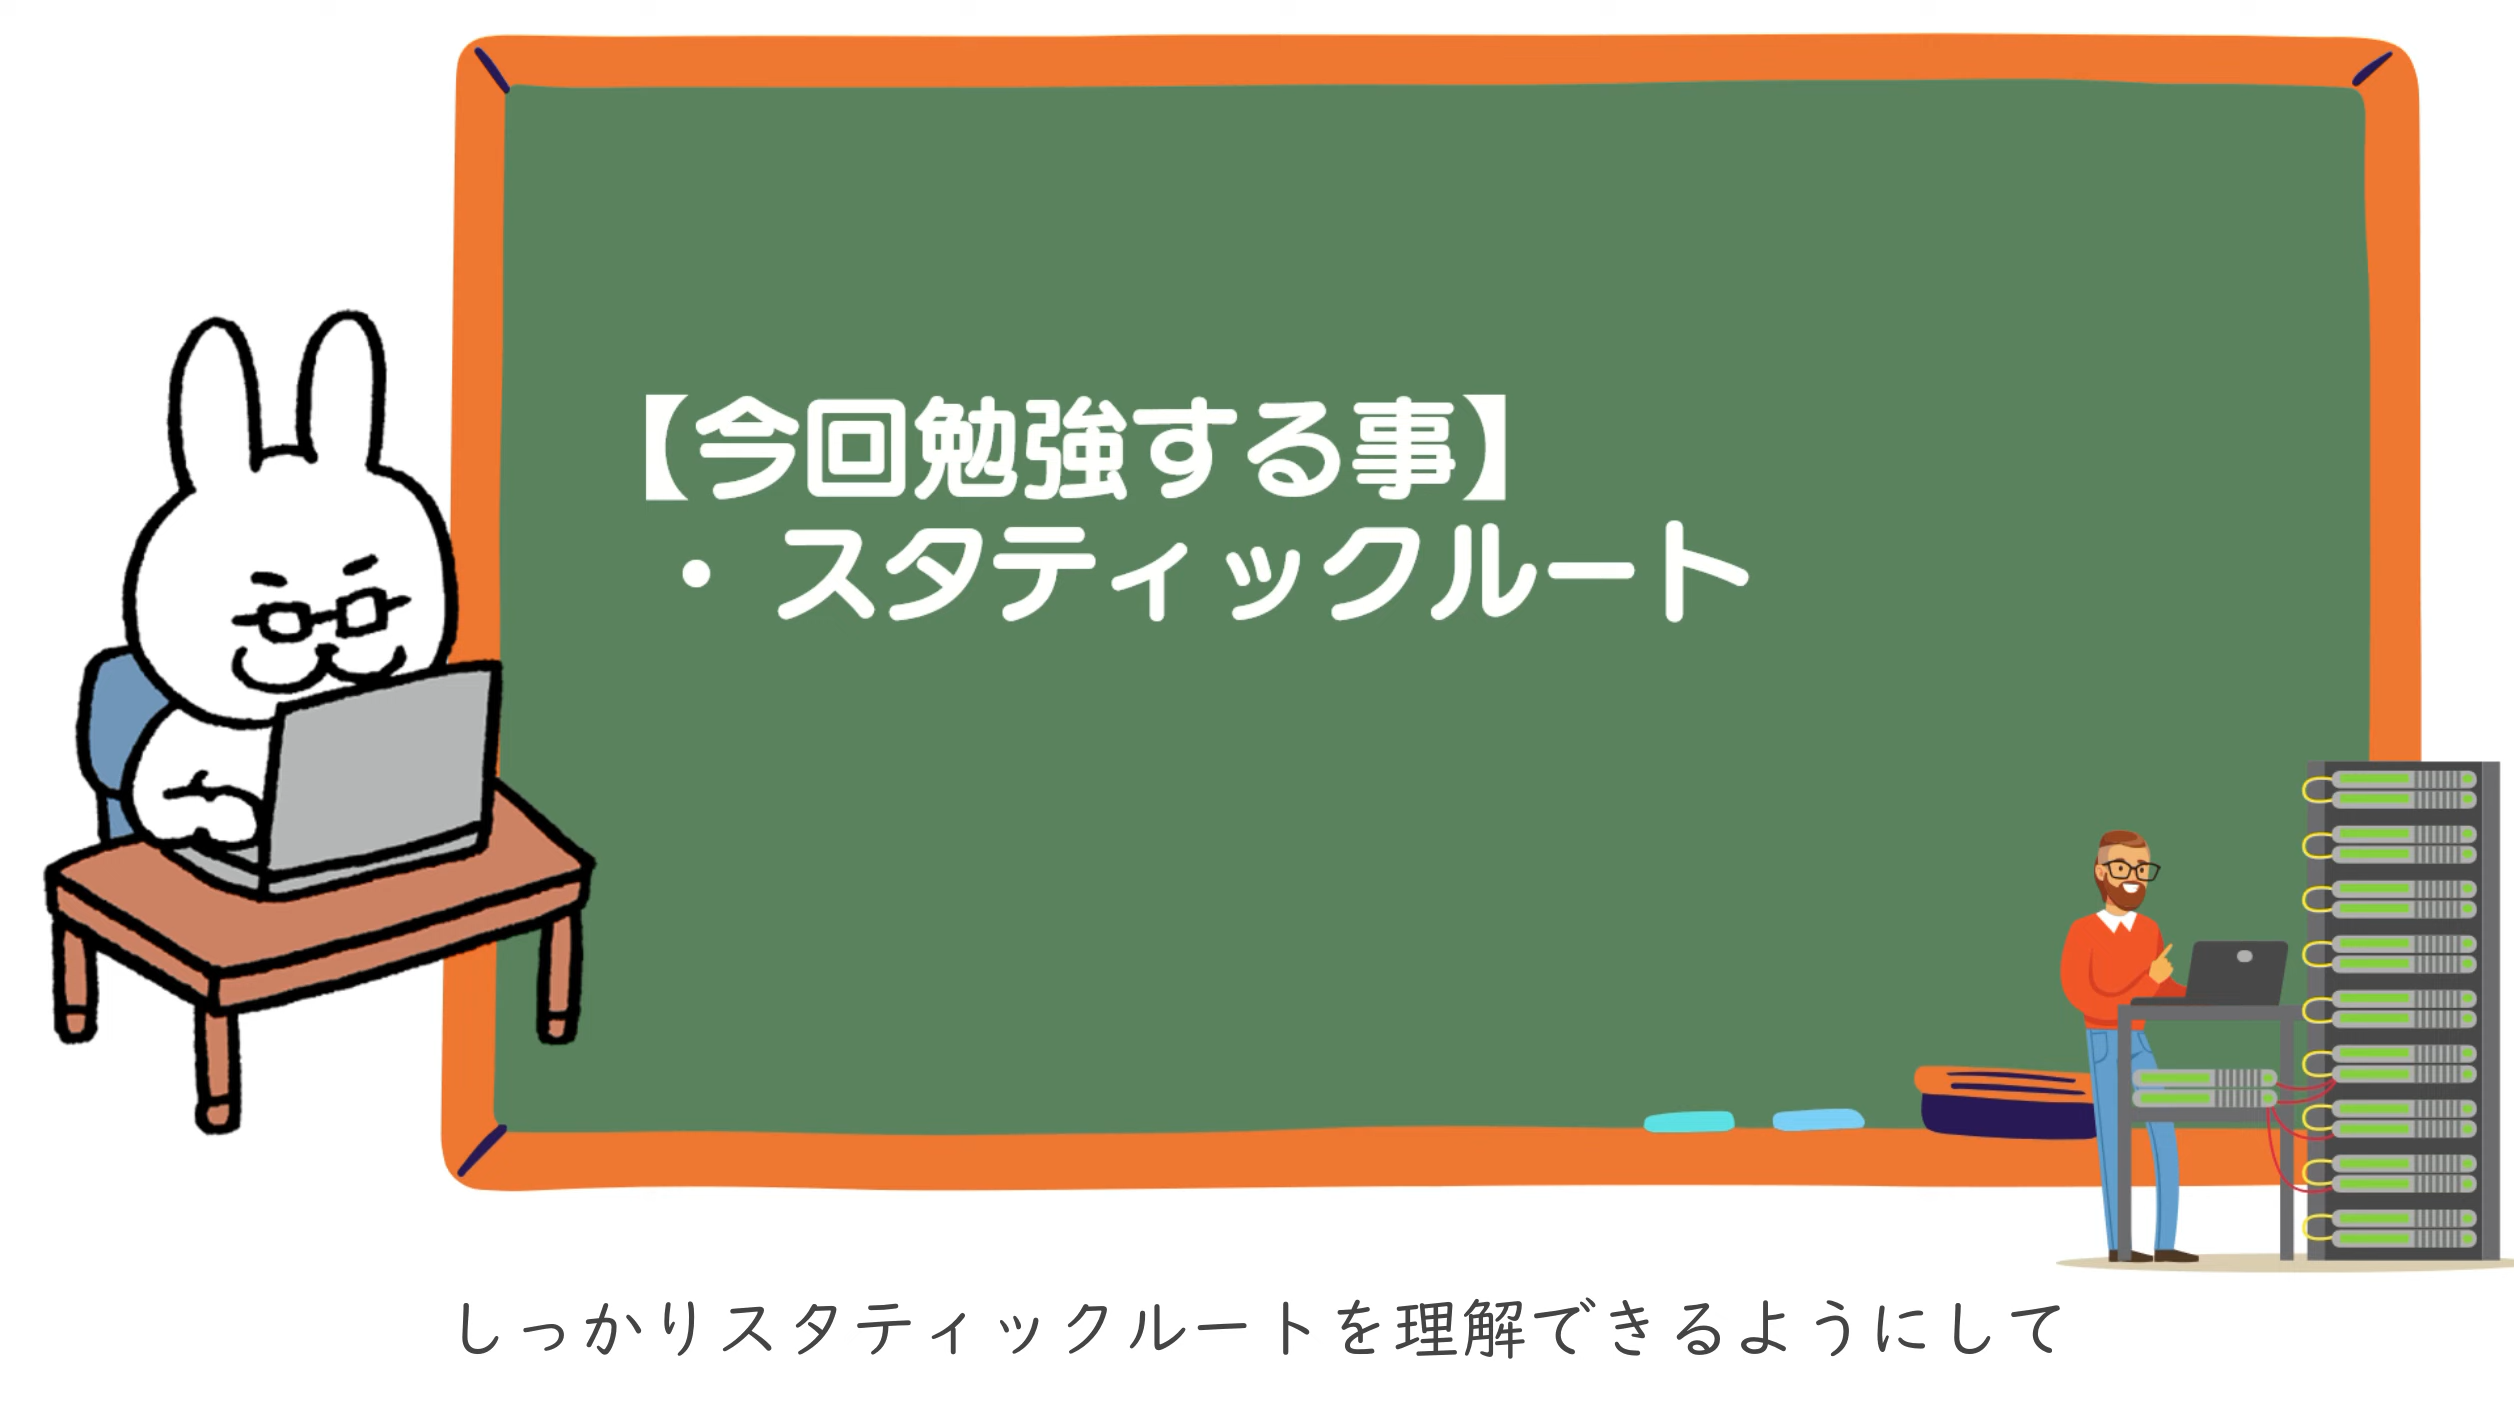 【今回勉強する事】
・スタティックルート
しっかりスタティックルートを理解できるようにして